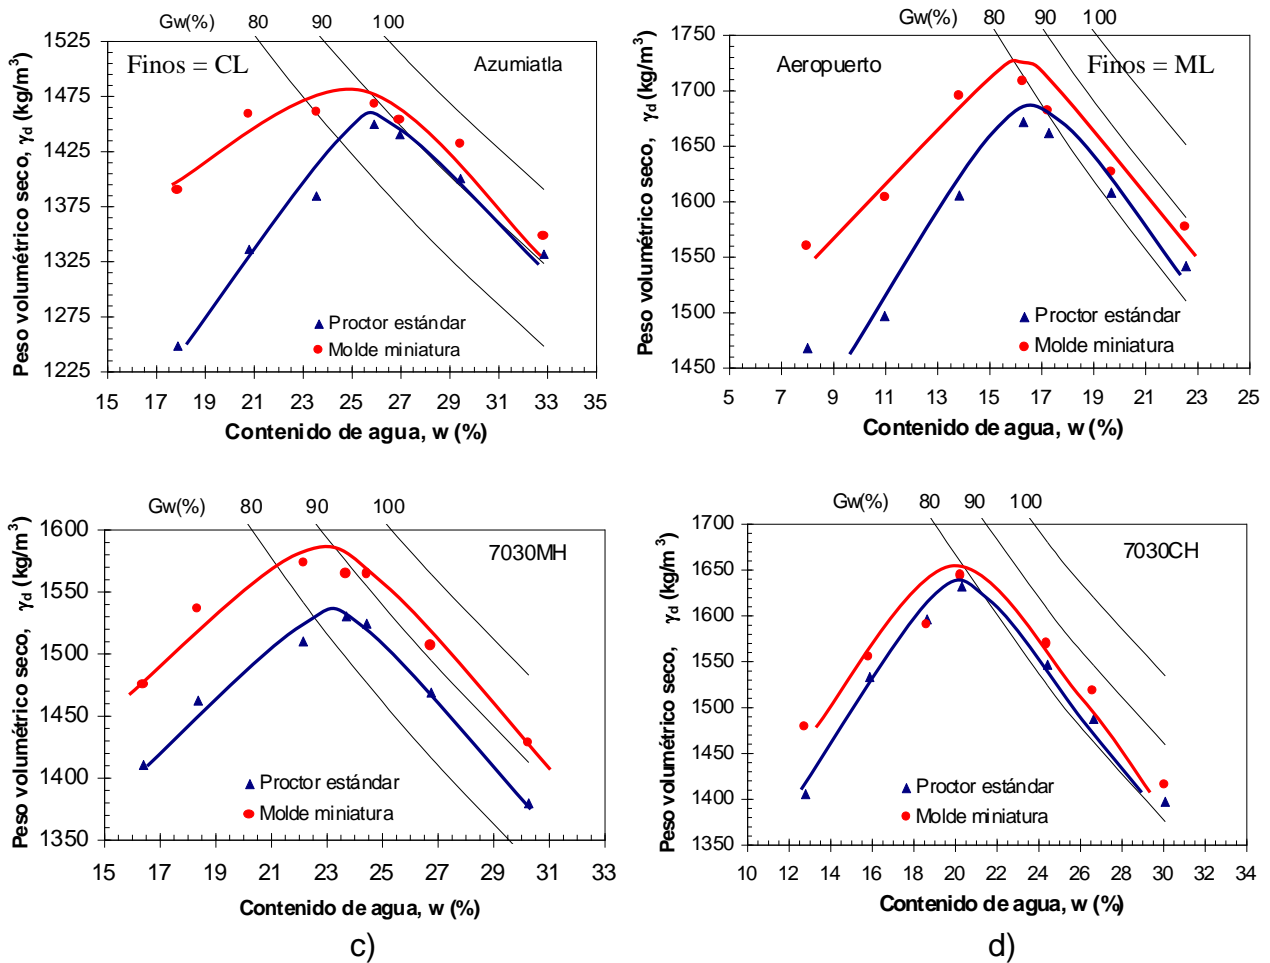 Gw(%) 80 90 100
1525
1475
1425
1375
1325
1275
1225
Peso volumétrico seco, γd (kg/m³)
Finos = CL
Azumiatla
Proctor estándar
Molde miniatura
15 17 19 21 23 25 27 29 31 33 35
Contenido de agua, w (%)
Gw(%) 80 90 100
1750
1700
1650
1600
1550
1500
1450
Peso volumétrico seco, γd (kg/m³)
Aeropuerto
Finos = ML
Proctor estándar
Molde miniatura
5 7 9 11 13 15 17 19 21 23 25
Contenido de agua, w (%)
Gw(%) 80 90 100
1600
1550
1500
1450
1400
1350
Peso volumétrico seco, γd (kg/m³)
7030MH
Proctor estándar
Molde miniatura
15 17 19 21 23 25 27 29 31 33
Contenido de agua, w (%)
c)
Gw(%) 80 90 100
1700
1650
1600
1550
1500
1450
1400
1350
Peso volumétrico seco, γd (kg/m³)
7030CH
Proctor estándar
Molde miniatura
10 12 14 16 18 20 22 24 26 28 30 32 34
Contenido de agua, w (%)
d)